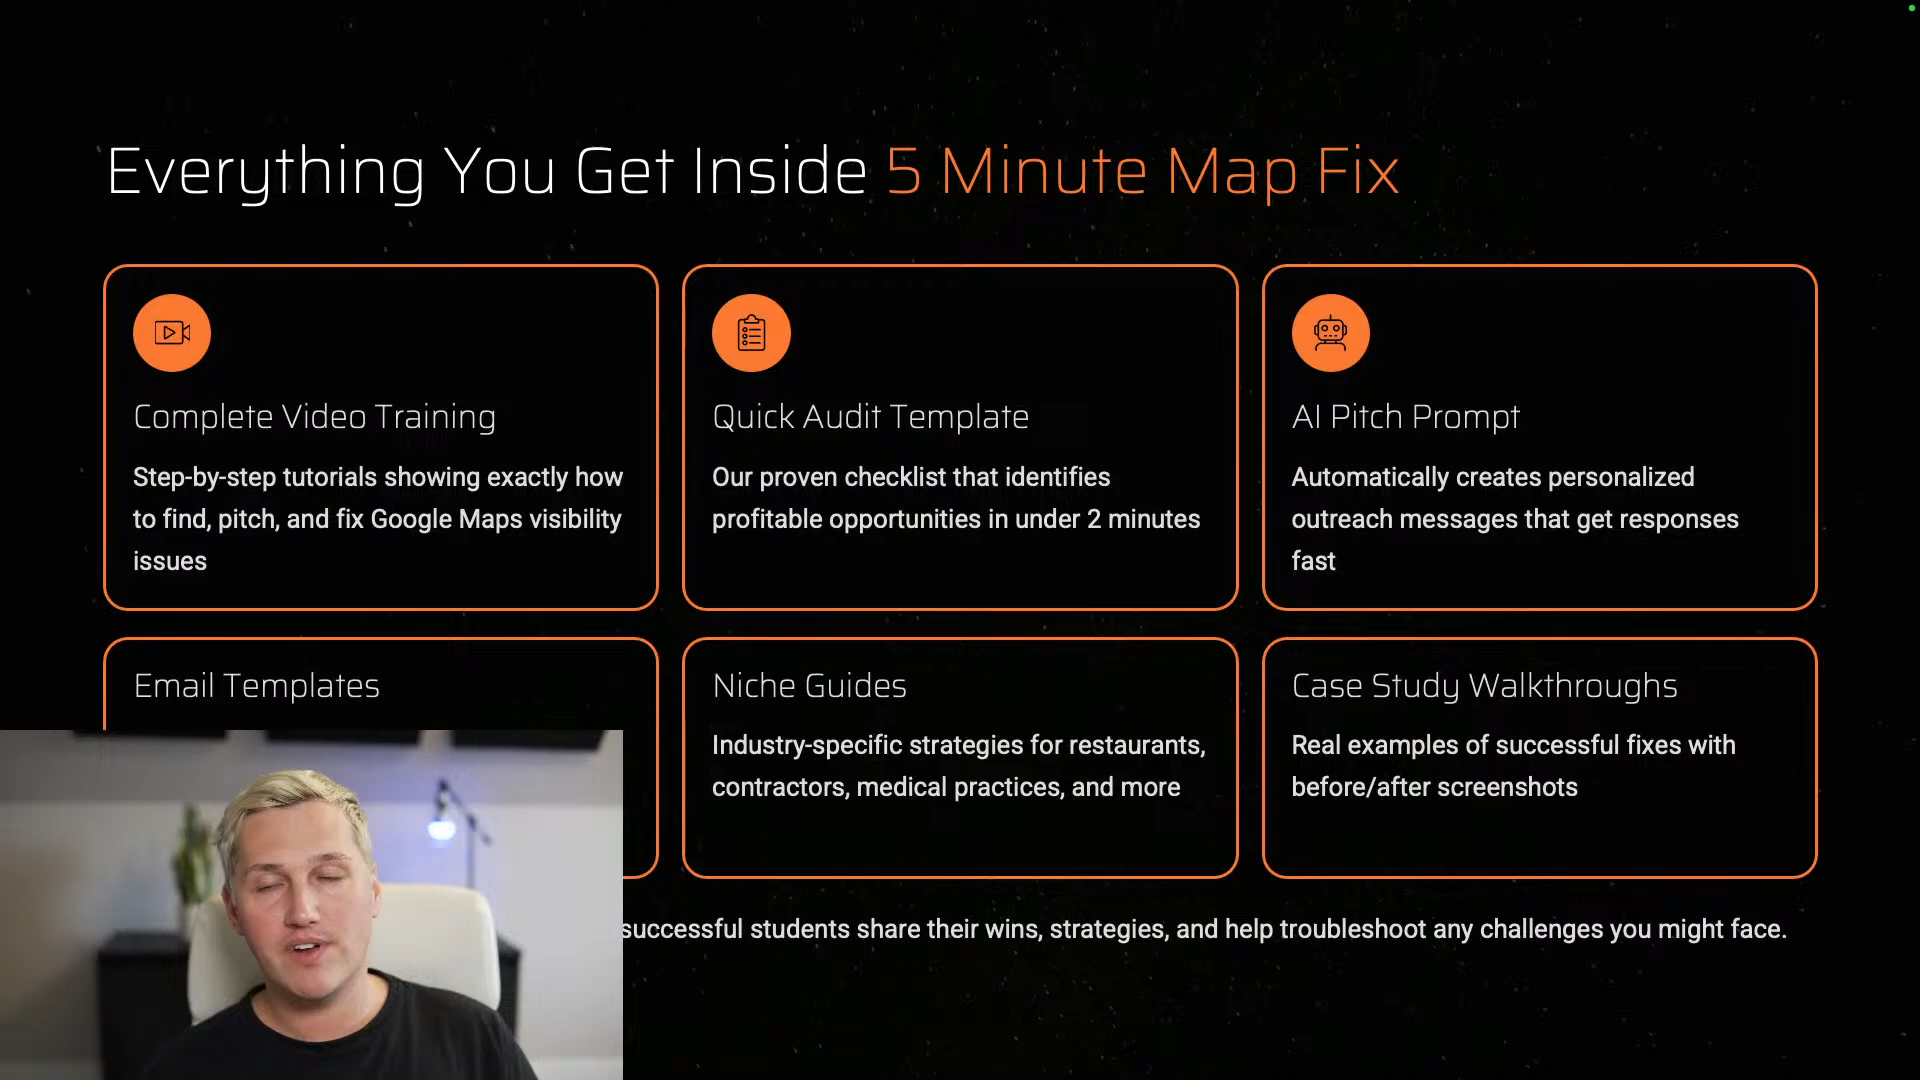 Everything You Get Inside 5 Minute Map Fix
Complete Video Training
Step-by-step tutorials showing exactly how
to find, pitch, and fix Google Maps visibility
issues
Quick Audit Template
Our proven checklist that identifies
profitable opportunities in under 2 minutes
AI Pitch Prompt
Automatically creates personalized
outreach messages that get responses
fast
Email Templates
Niche Guides
Industry-specific strategies for restaurants,
contractors, medical practices, and more
Case Study Walkthroughs
Real examples of successful fixes with
before/after screenshots
successful students share their wins, strategies, and help troubleshoot any challenges you might face.